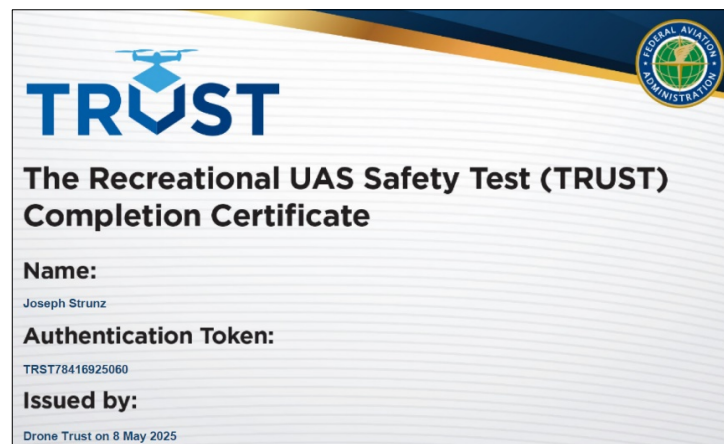 FEDERAL AVIATION ADMINISTRATION
TRUST
The Recreational UAS Safety Test (TRUST)
Completion Certificate
Name:
Joseph Strunz
Authentication Token:
TRST78416925060
Issued by:
Drone Trust on 8 May 2025